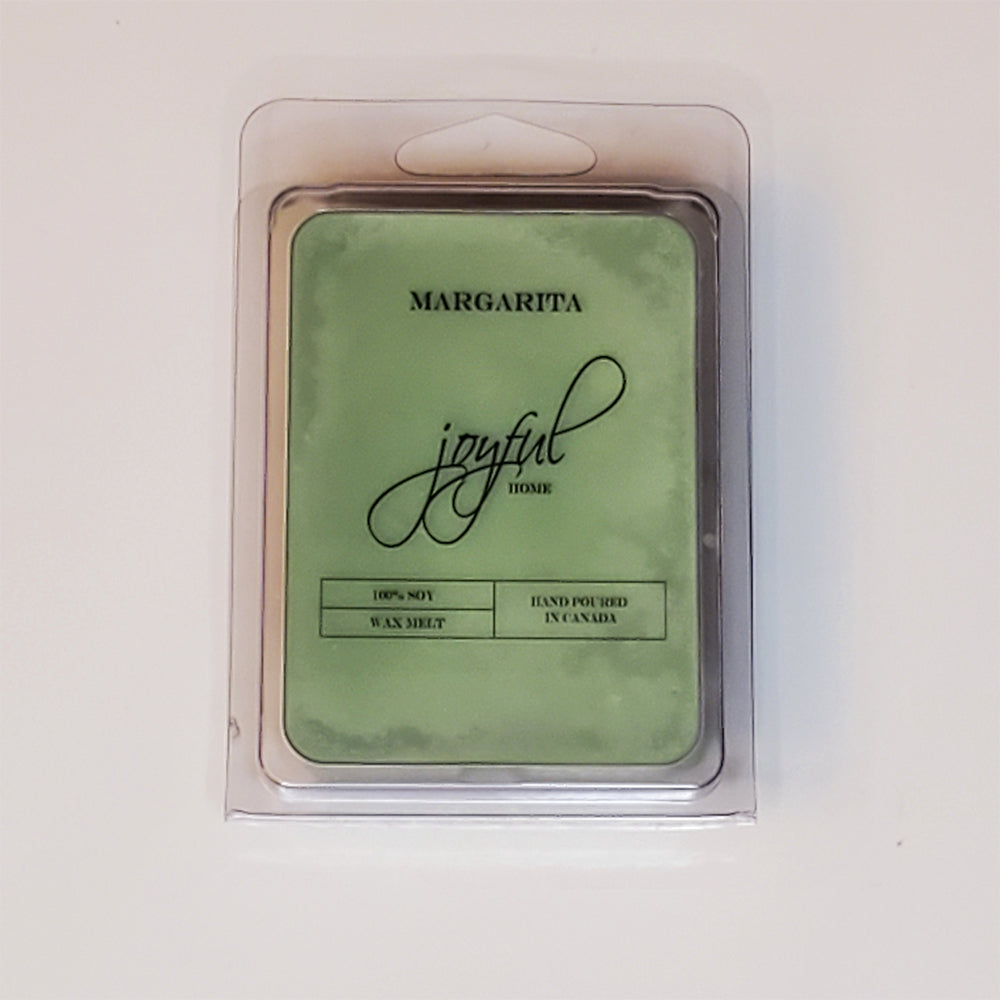 MARGARITA
joyful
HOME
100% SOY
WAX MELT
HAND POURED
IN CANADA